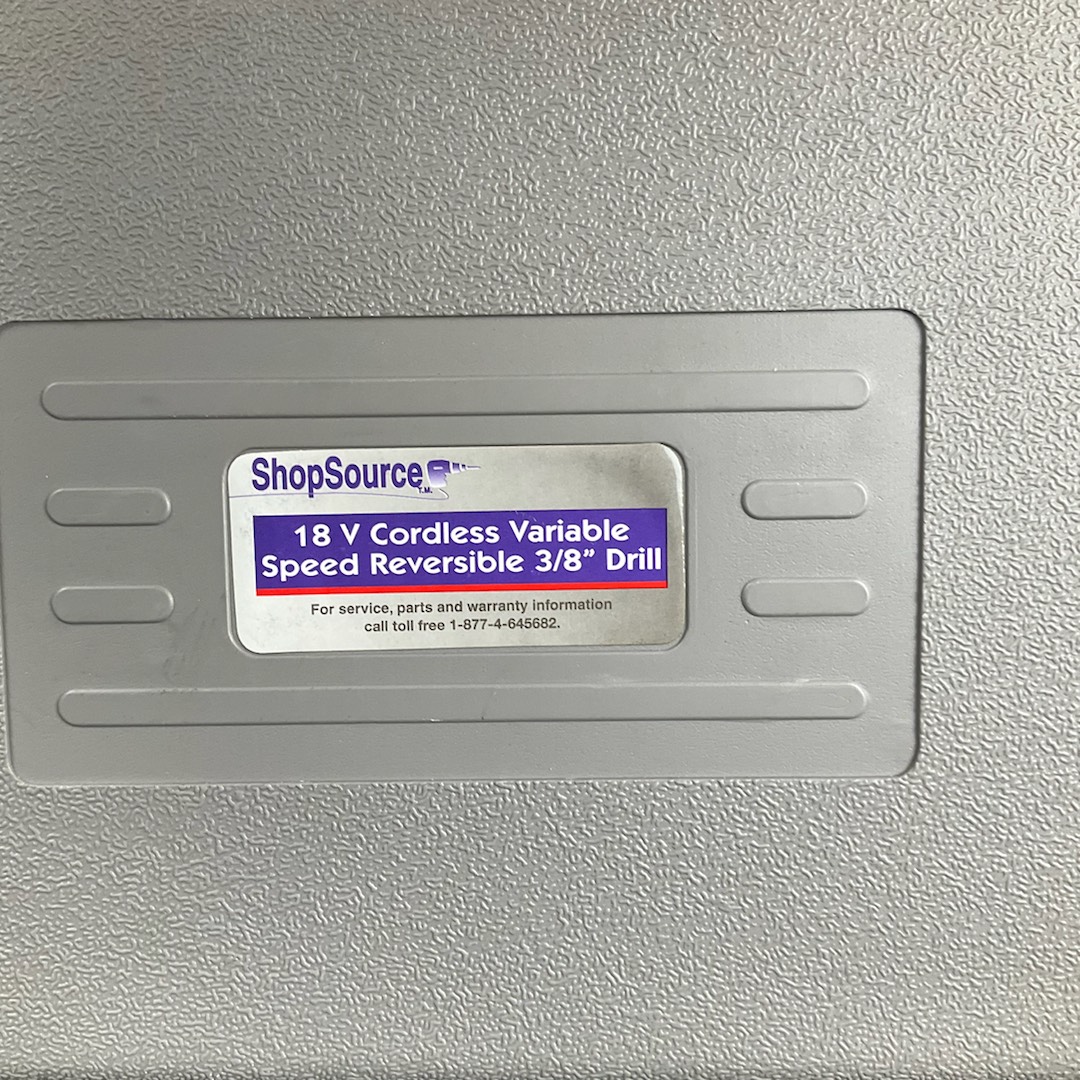 ShopSource
T.M.
18 V Cordless Variable
Speed Reversible 3/8” Drill
For service, parts and warranty information
call toll free 1-877-4-645682.